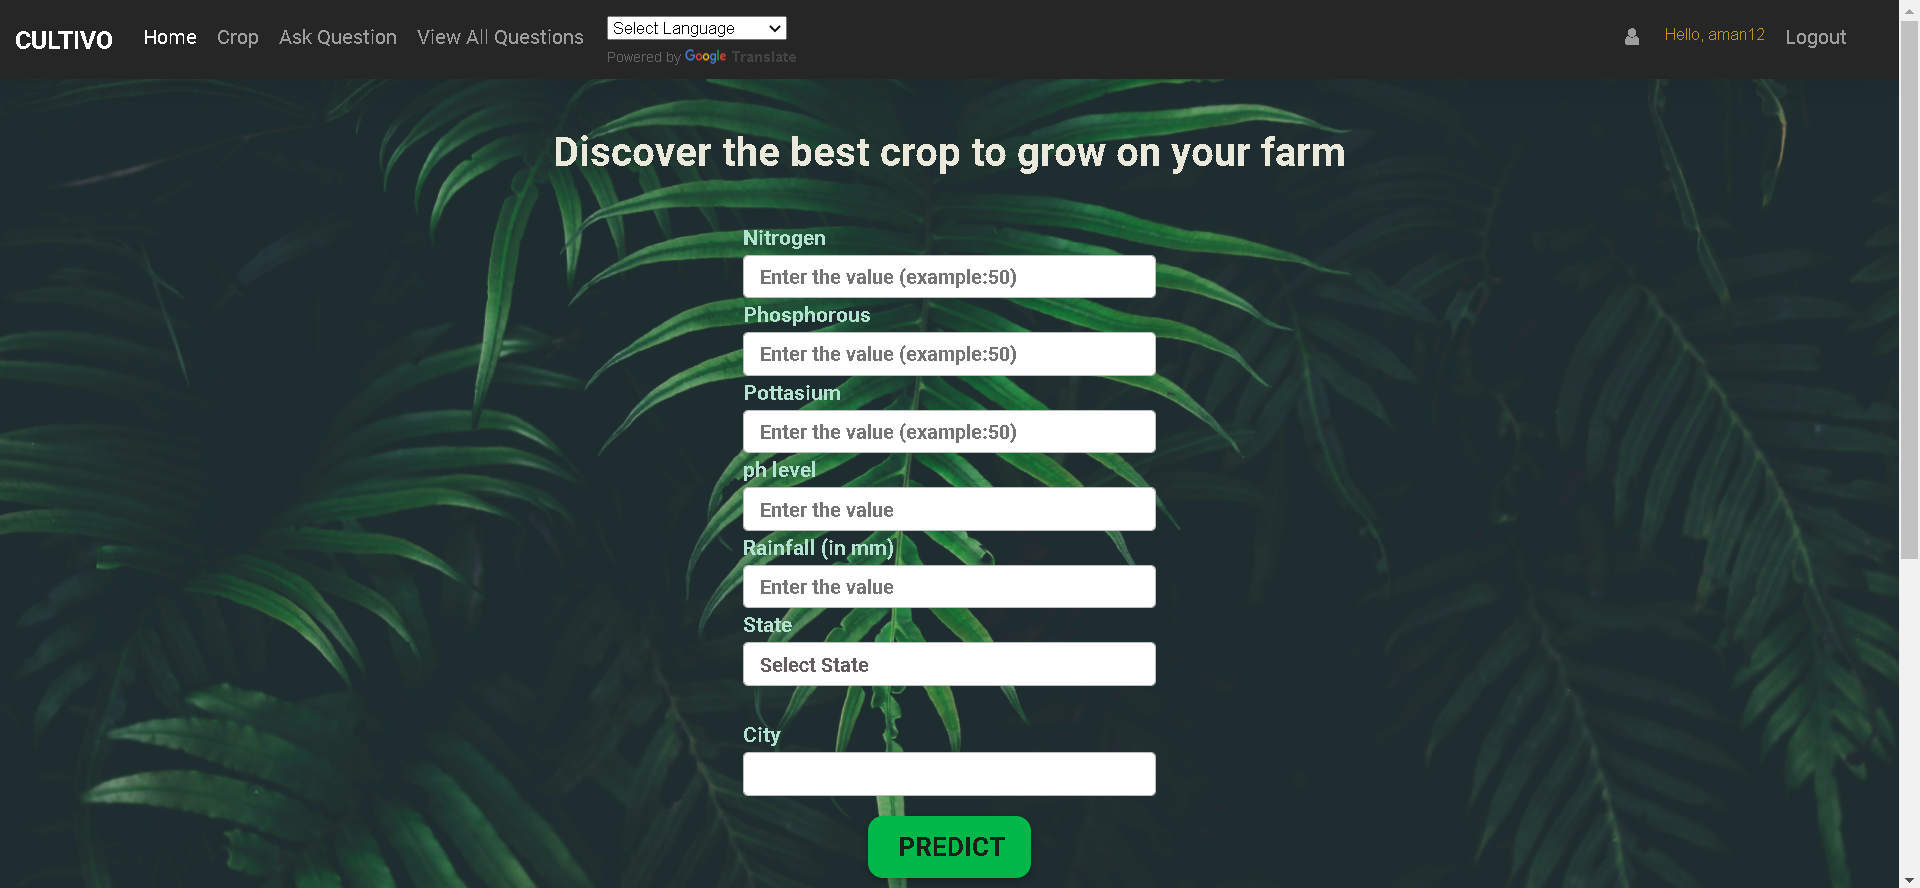 CULTIVO Home Crop Ask Question View All Questions Select Language Hello, aman12 Logout
Powered by Google Translate
Discover the best crop to grow on your farm
Nitrogen
Enter the value (example:50)
Phosphorous
Enter the value (example:50)
Pottasium
Enter the value (example:50)
ph level
Enter the value
Rainfall (in mm)
Enter the value
State
Select State
City
PREDICT